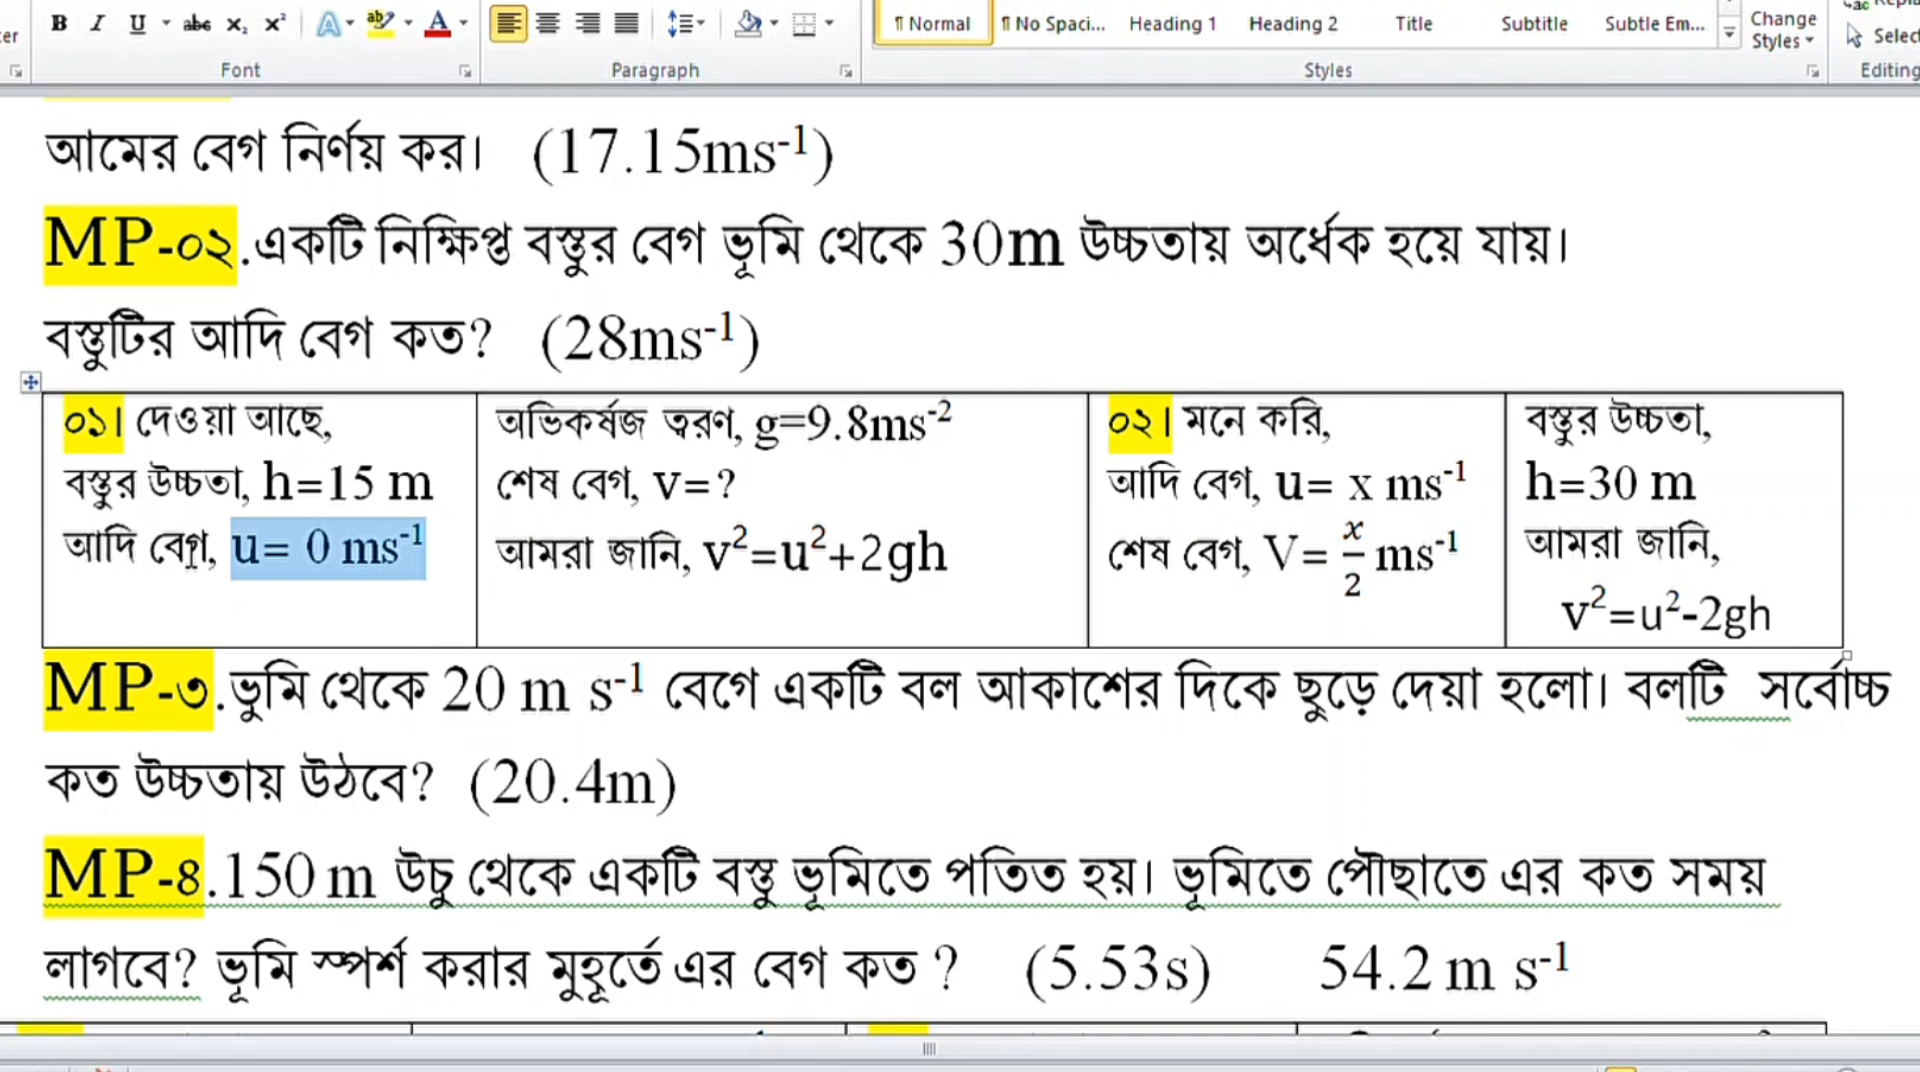 B I U abc x₂ x² A ab A
¶ Normal ¶ No Spaci... Heading 1 Heading 2 Title Subtitle Subtle Em... Change Styles Select
Font Paragraph Styles Editing
আমের বেগ নির্ণয় কর। (17.15ms⁻¹)
MP-০২.একটি নিক্ষিপ্ত বস্তুর বেগ ভূমি থেকে 30m উচ্চতায় অর্ধেক হয়ে যায়।
বস্তুটির আদি বেগ কত? (28ms⁻¹)
০১। দেওয়া আছে,
বস্তুর উচ্চতা, h=15 m
আদি বেগ, u= 0 ms⁻¹
অভিকর্ষজ ত্বরণ, g=9.8ms⁻²
শেষ বেগ, v=?
আমরা জানি, v²=u²+2gh
০২। মনে করি,
আদি বেগ, u= x ms⁻¹
শেষ বেগ, V= x/2 ms⁻¹
বস্তুর উচ্চতা,
h=30 m
আমরা জানি,
v²=u²-2gh
MP-৩.ভুমি থেকে 20 m s⁻¹ বেগে একটি বল আকাশের দিকে ছুড়ে দেয়া হলো। বলটি সর্বোচ্চ
কত উচ্চতায় উঠবে? (20.4m)
MP-৪.150 m উচু থেকে একটি বস্তু ভূমিতে পতিত হয়। ভূমিতে পৌছাতে এর কত সময়
লাগবে? ভূমি স্পর্শ করার মুহূর্তে এর বেগ কত ? (5.53s) 54.2 m s⁻¹